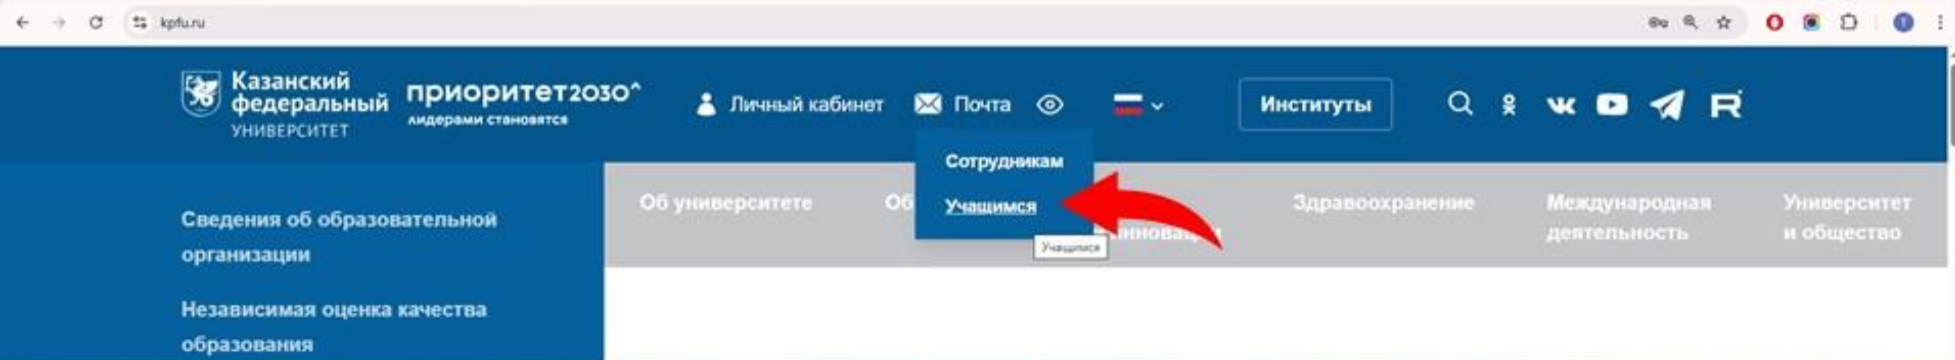 kpfu.ru
Казанский
федеральный
УНИВЕРСИТЕТ
приоритет2030^
лидерами становятся
Личный кабинет
Почта
Институты
Сотрудникам
Учащимся
Учащимся
Об университете
Об
Здравоохранение
Международная
деятельность
Университет
и общество
Сведения об образовательной
организации
Независимая оценка качества
образования